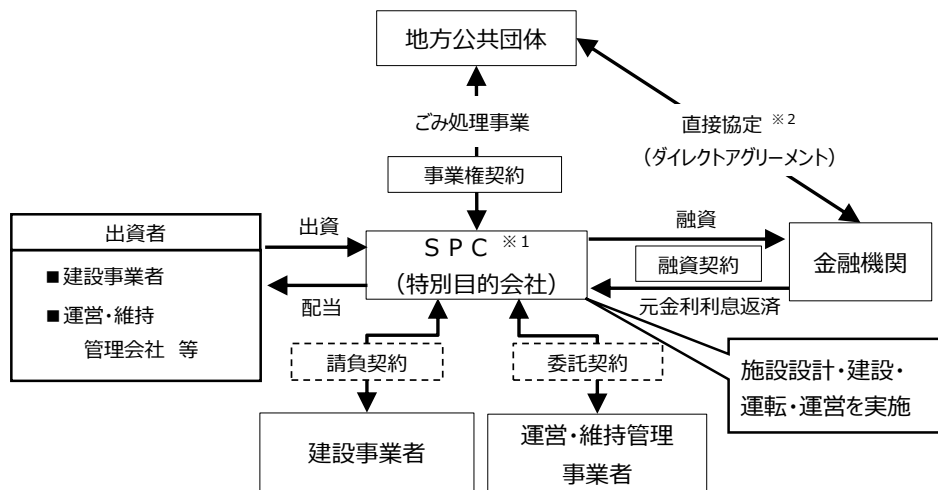 地方公共団体
ごみ処理事業
直接協定 ※2
（ダイレクトアグリーメント）
事業権契約
出資者
■建設事業者
■運営・維持
管理会社 等
出資
配当
ＳＰＣ ※1
（特別目的会社）
融資
融資契約
元金利利息返済
金融機関
請負契約
委託契約
施設設計・建設・
運転・運営を実施
建設事業者
運営・維持管理
事業者